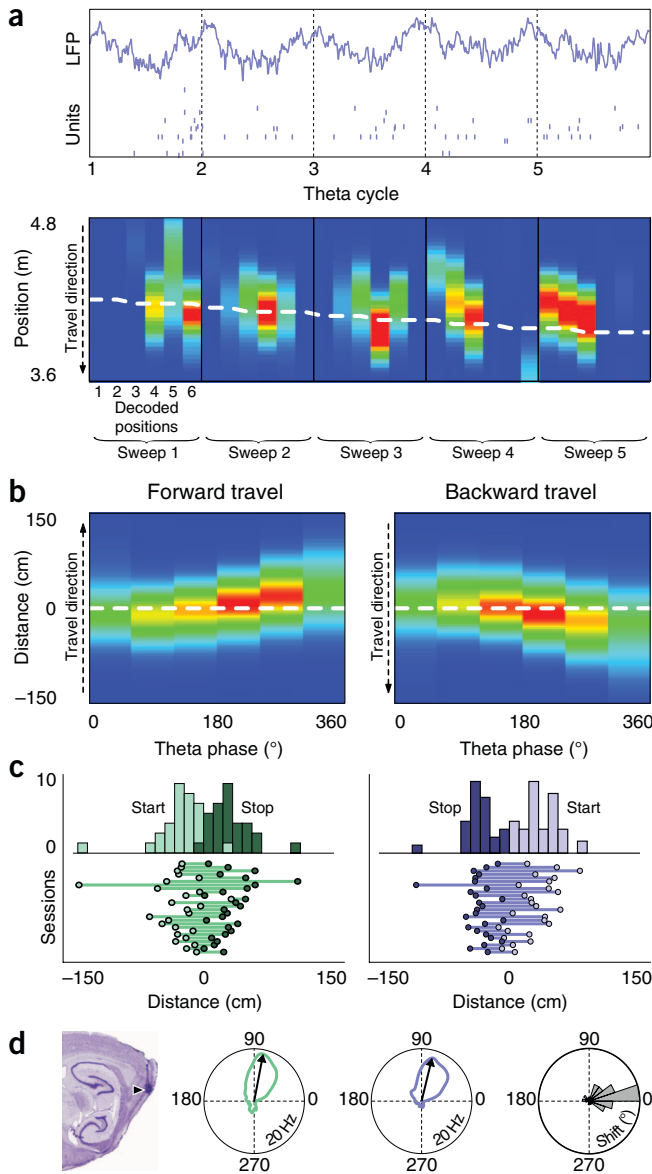 a
LFP
Units
1 2 3 4 5
Theta cycle
4.8
Position (m)
Travel direction
3.6
1 2 3 4 5 6
Decoded
positions
Sweep 1 Sweep 2 Sweep 3 Sweep 4 Sweep 5
b
Forward travel Backward travel
150
Distance (cm)
0
−150
Travel direction Travel direction
0 180 360 0 180 360
Theta phase (°) Theta phase (°)
c
10
0
Start Stop Stop Start
Sessions
−150 0 150 −150 0 150
Distance (cm) Distance (cm)
d
90 90 90
180 0 180 0 180 0
20 Hz 20 Hz Shift (°)
270 270 270